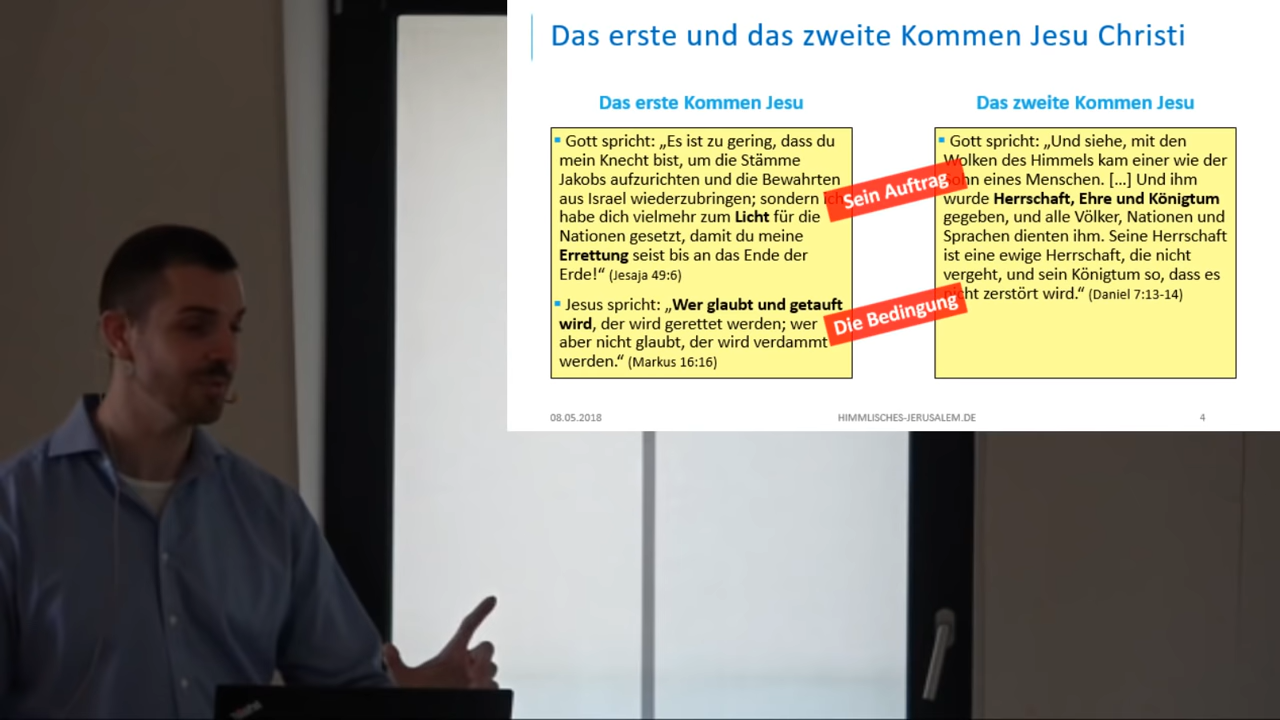 Das erste und das zweite Kommen Jesu Christi
Das erste Kommen Jesu
▪ Gott spricht: „Es ist zu gering, dass du
mein Knecht bist, um die Stämme
Jakobs aufzurichten und die Bewahrten
aus Israel wiederzubringen; sondern ich
habe dich vielmehr zum Licht für die
Nationen gesetzt, damit du meine
Errettung seist bis an das Ende der
Erde!“ (Jesaja 49:6)
▪ Jesus spricht: „Wer glaubt und getauft
wird, der wird gerettet werden; wer
aber nicht glaubt, der wird verdammt
werden.“ (Markus 16:16)
Sein Auftrag
Die Bedingung
Das zweite Kommen Jesu
▪ Gott spricht: „Und siehe, mit den
Wolken des Himmels kam einer wie der
Sohn eines Menschen. [...] Und ihm
wurde Herrschaft, Ehre und Königtum
gegeben, und alle Völker, Nationen und
Sprachen dienten ihm. Seine Herrschaft
ist eine ewige Herrschaft, die nicht
vergeht, und sein Königtum so, dass es
nicht zerstört wird.“ (Daniel 7:13-14)
08.05.2018
HIMMLISCHES-JERUSALEM.DE
4